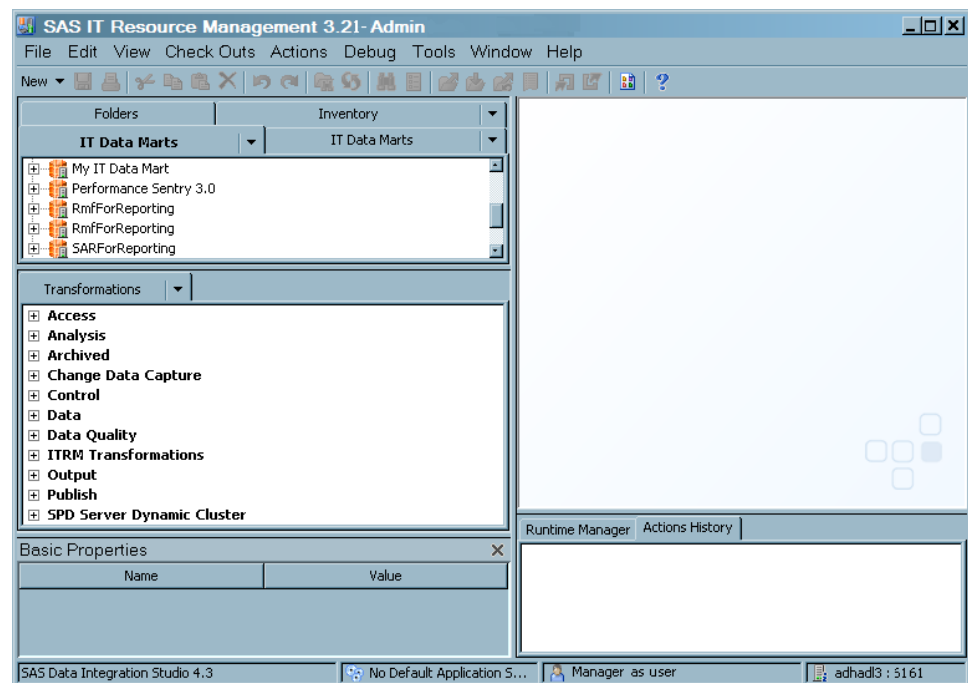 SAS IT Resource Management 3.21- Admin
File Edit View Check Outs Actions Debug Tools Window Help
New
Folders Inventory
IT Data Marts IT Data Marts
My IT Data Mart
Performance Sentry 3.0
RmfForReporting
RmfForReporting
SARForReporting
Transformations
Access
Analysis
Archived
Change Data Capture
Control
Data
Data Quality
ITRM Transformations
Output
Publish
SPD Server Dynamic Cluster
Runtime Manager Actions History
Basic Properties
Name Value
SAS Data Integration Studio 4.3 No Default Application S... Manager as user adhadl3 : 5161